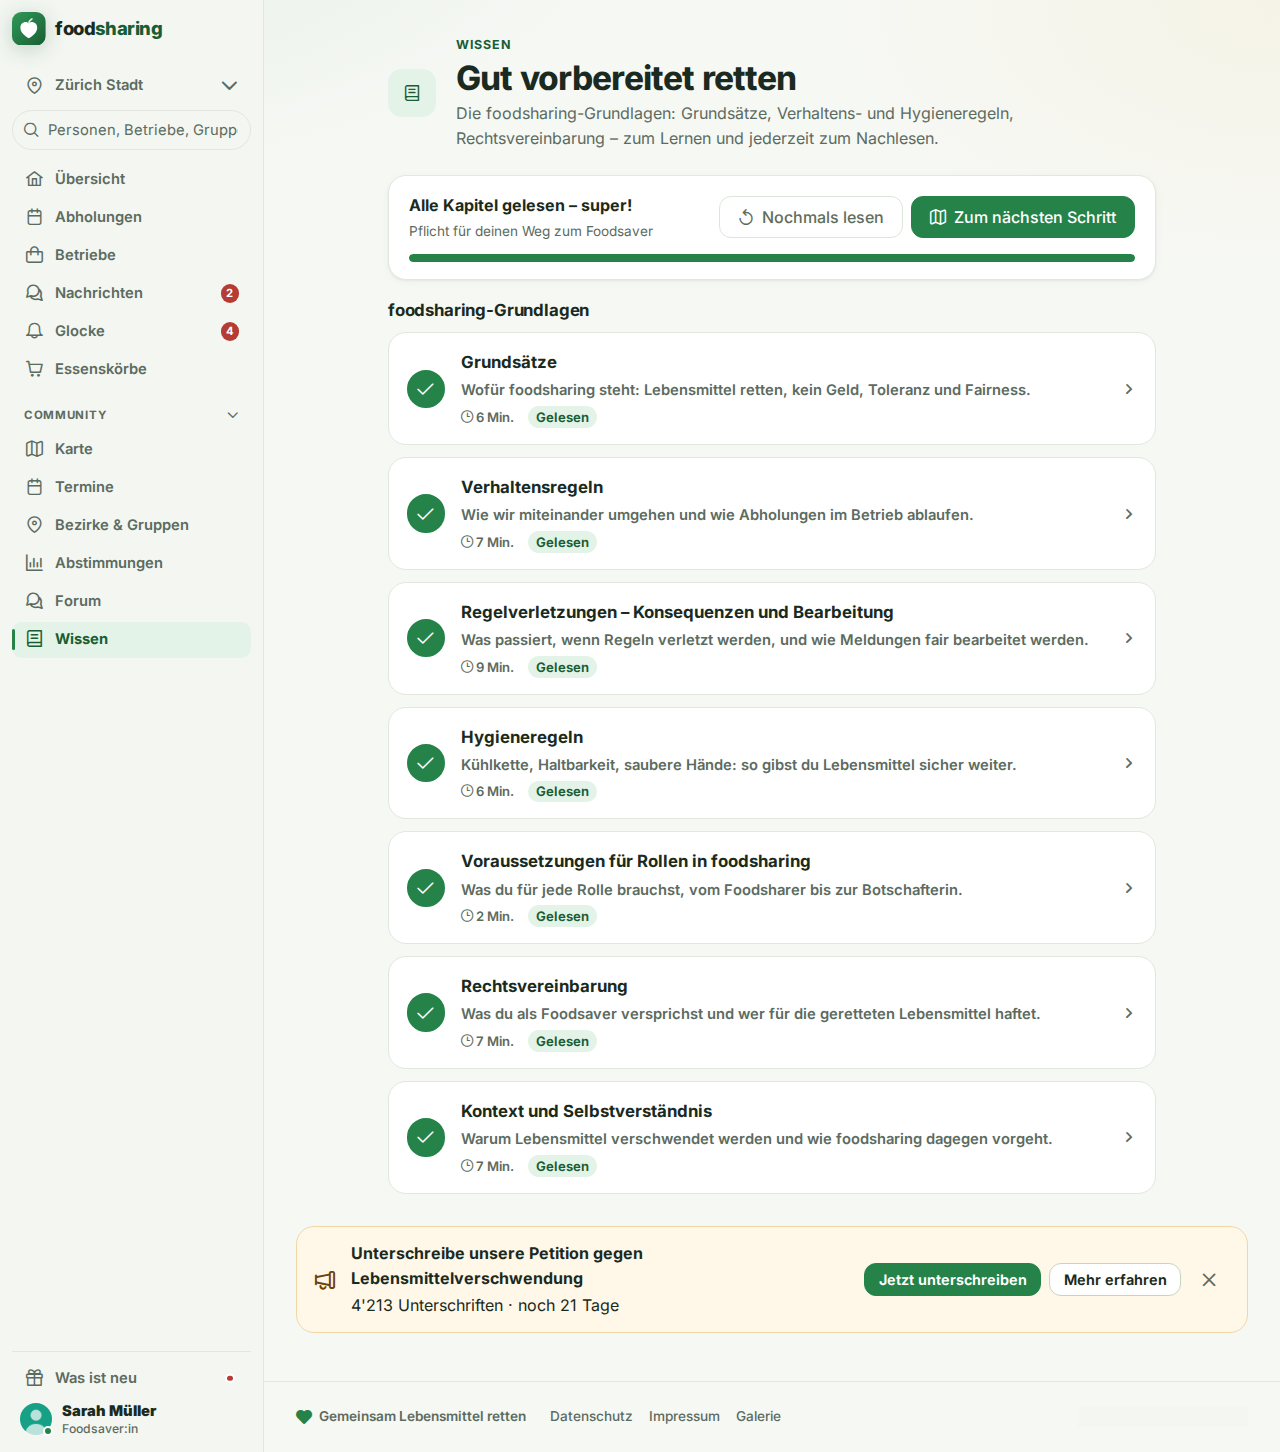 foodsharing
Zürich Stadt
Personen, Betriebe, Grupp
Übersicht
Abholungen
Betriebe
Nachrichten 2
Glocke 4
Essenskörbe
COMMUNITY
Karte
Termine
Bezirke & Gruppen
Abstimmungen
Forum
Wissen
Was ist neu
Sarah Müller
Foodsaver:in
WISSEN
Gut vorbereitet retten
Die foodsharing-Grundlagen: Grundsätze, Verhaltens- und Hygieneregeln,
Rechtsvereinbarung – zum Lernen und jederzeit zum Nachlesen.
Alle Kapitel gelesen – super!
Pflicht für deinen Weg zum Foodsaver
Nochmals lesen
Zum nächsten Schritt
foodsharing-Grundlagen
Grundsätze
Wofür foodsharing steht: Lebensmittel retten, kein Geld, Toleranz und Fairness.
6 Min. Gelesen
Verhaltensregeln
Wie wir miteinander umgehen und wie Abholungen im Betrieb ablaufen.
7 Min. Gelesen
Regelverletzungen – Konsequenzen und Bearbeitung
Was passiert, wenn Regeln verletzt werden, und wie Meldungen fair bearbeitet werden.
9 Min. Gelesen
Hygieneregeln
Kühlkette, Haltbarkeit, saubere Hände: so gibst du Lebensmittel sicher weiter.
6 Min. Gelesen
Voraussetzungen für Rollen in foodsharing
Was du für jede Rolle brauchst, vom Foodsharer bis zur Botschafterin.
2 Min. Gelesen
Rechtsvereinbarung
Was du als Foodsaver versprichst und wer für die geretteten Lebensmittel haftet.
7 Min. Gelesen
Kontext und Selbstverständnis
Warum Lebensmittel verschwendet werden und wie foodsharing dagegen vorgeht.
7 Min. Gelesen
Unterschreibe unsere Petition gegen
Lebensmittelverschwendung
4'213 Unterschriften · noch 21 Tage
Jetzt unterschreiben
Mehr erfahren
Gemeinsam Lebensmittel retten Datenschutz Impressum Galerie